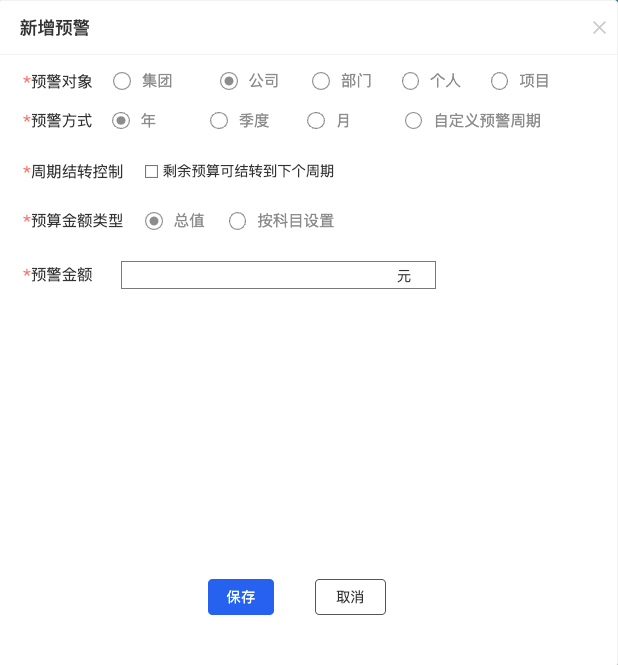 新增预警
*预警对象 集团 公司 部门 个人 项目
*预警方式 年 季度 月 自定义预警周期
*周期结转控制 剩余预算可结转到下个周期
*预算金额类型 总值 按科目设置
*预警金额 元
保存 取消